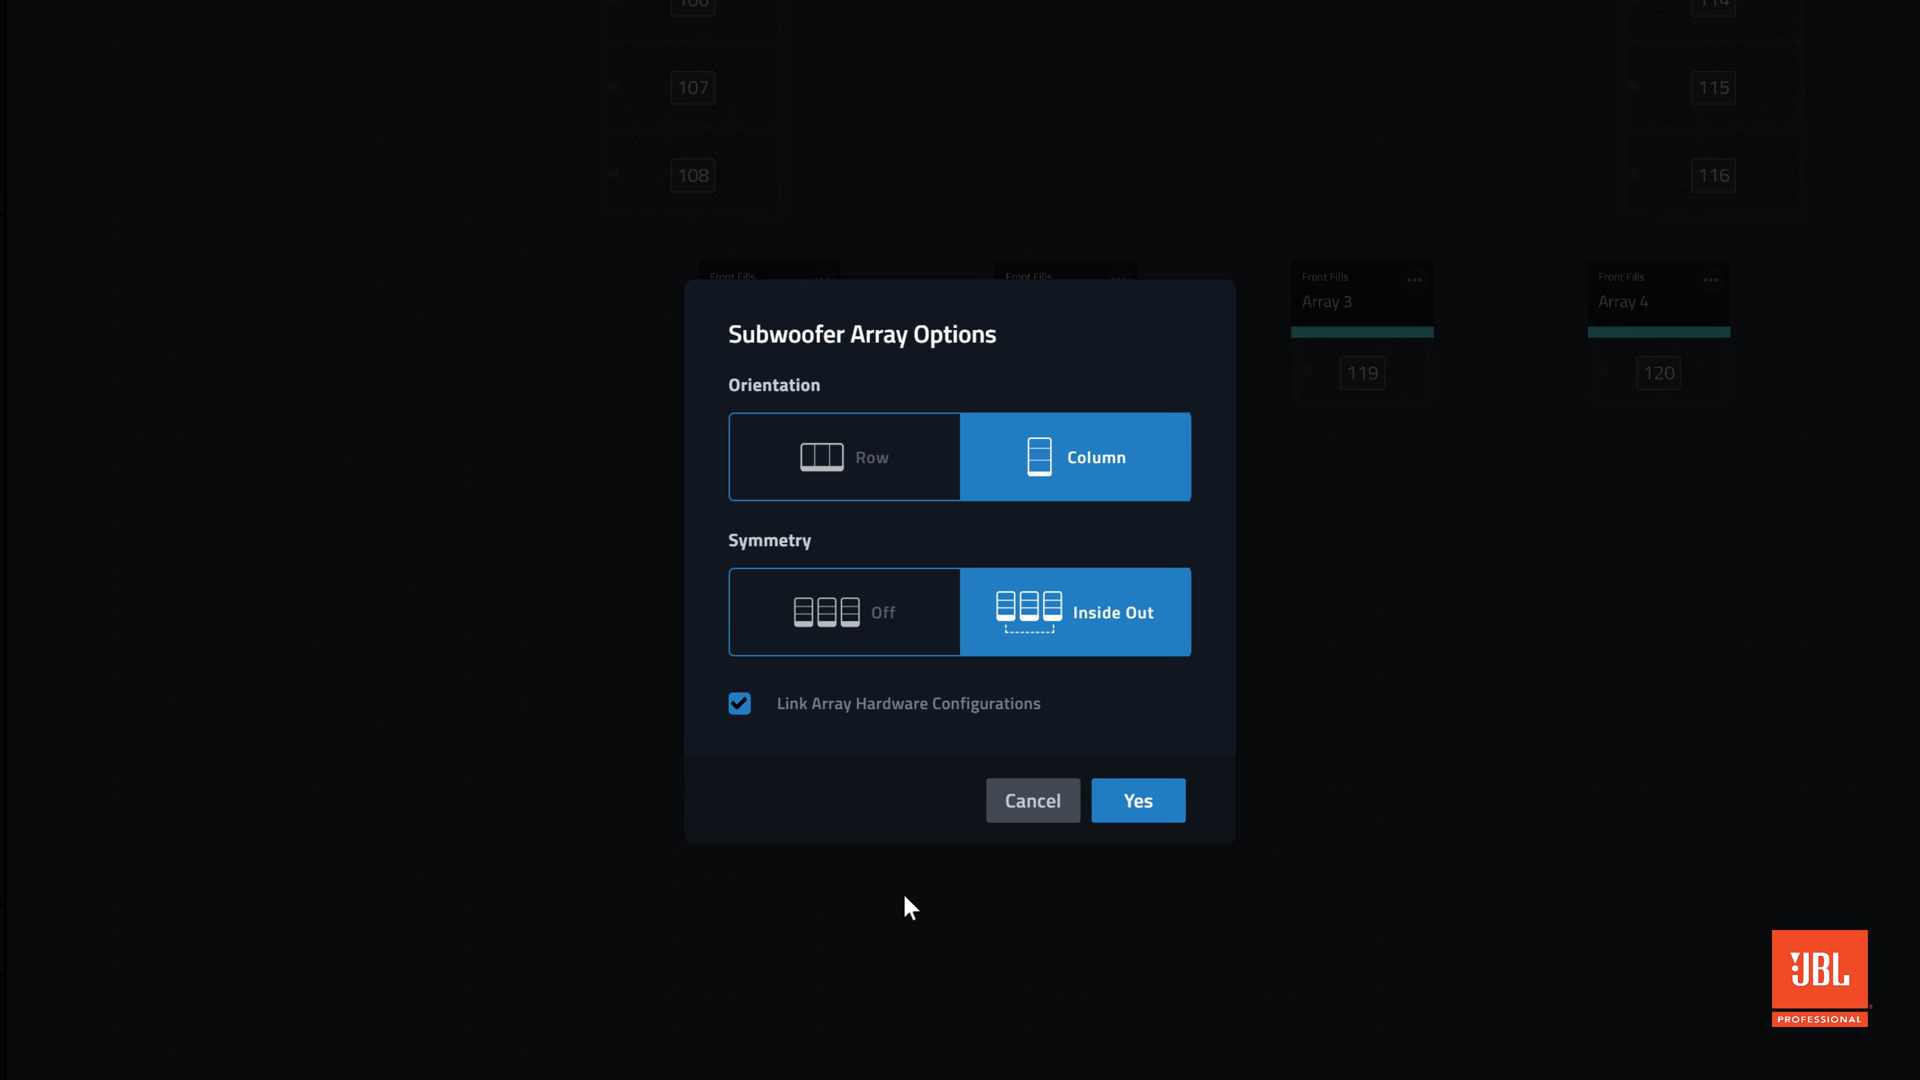 106
114
107
115
108
116
Front Fills
Front Fills
Front Fills
Array 3
Front Fills
Array 4
119
120
Subwoofer Array Options
Orientation
Row
Column
Symmetry
Off
Inside Out
Link Array Hardware Configurations
Cancel
Yes
JBL
PROFESSIONAL